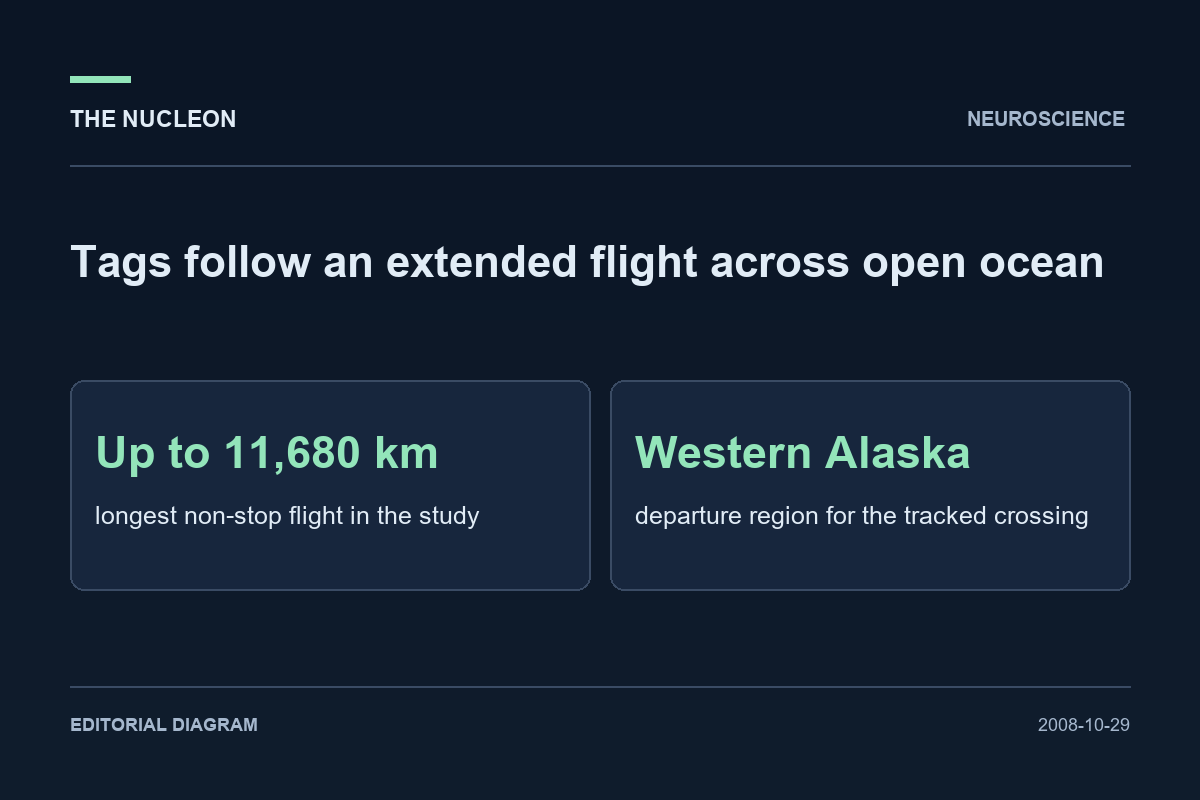 THE NUCLEON
NEUROSCIENCE
Tags follow an extended flight across open ocean
Up to 11,680 km
longest non-stop flight in the study
Western Alaska
departure region for the tracked crossing
EDITORIAL DIAGRAM
2008-10-29